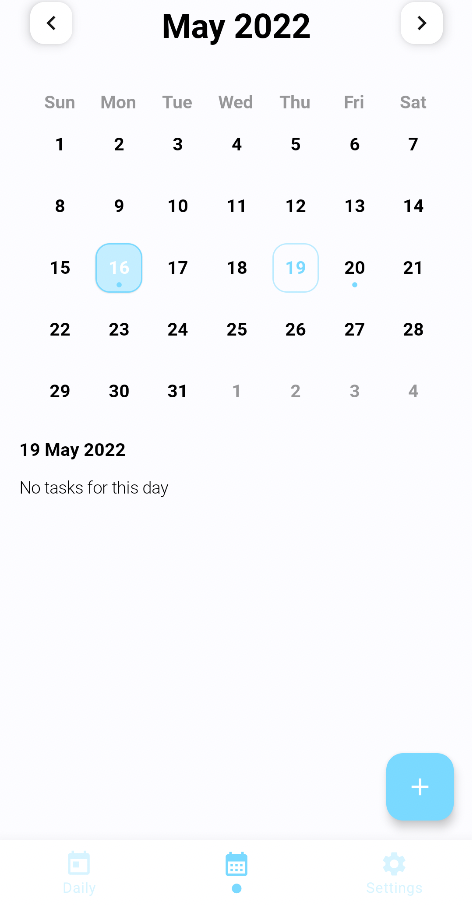 May 2022
Sun Mon Tue Wed Thu Fri Sat
1 2 3 4 5 6 7
8 9 10 11 12 13 14
15 16 17 18 19 20 21
22 23 24 25 26 27 28
29 30 31 1 2 3 4
19 May 2022
No tasks for this day
Daily Settings